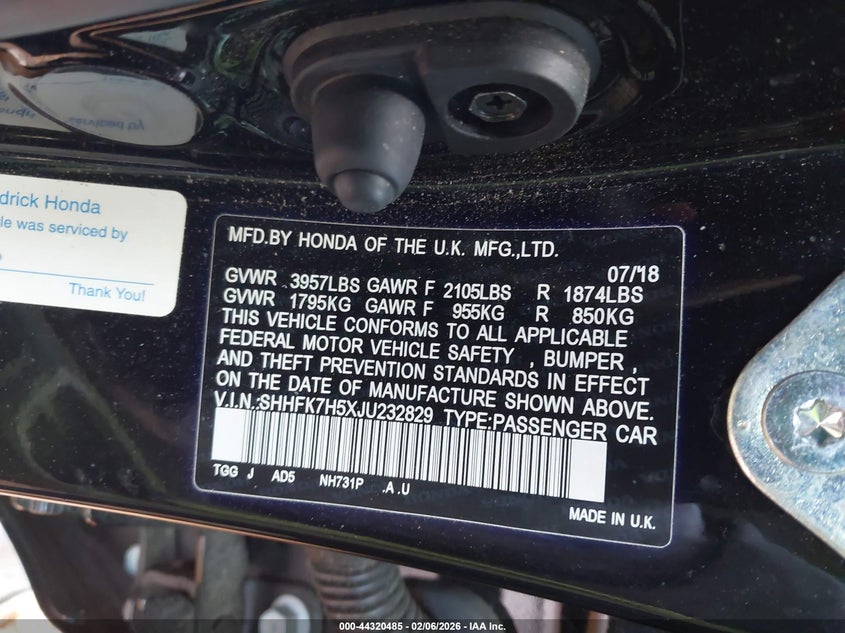 serviced by
drick Honda
le was serviced by
Thank You!
MFD.BY HONDA OF THE U.K. MFG.,LTD.
07/18
GVWR 3957LBS GAWR F 2105LBS R 1874LBS
GVWR 1795KG GAWR F 955KG R 850KG
THIS VEHICLE CONFORMS TO ALL APPLICABLE
FEDERAL MOTOR VEHICLE SAFETY , BUMPER ,
AND THEFT PREVENTION STANDARDS IN EFFECT
ON THE DATE OF MANUFACTURE SHOWN ABOVE.
V.I.N.:SHHFK7H5XJU232829 TYPE:PASSENGER CAR
TGG J AD5 NH731P .A .U
MADE IN U.K.
000-44320485 - 02/06/2026 - IAA Inc.